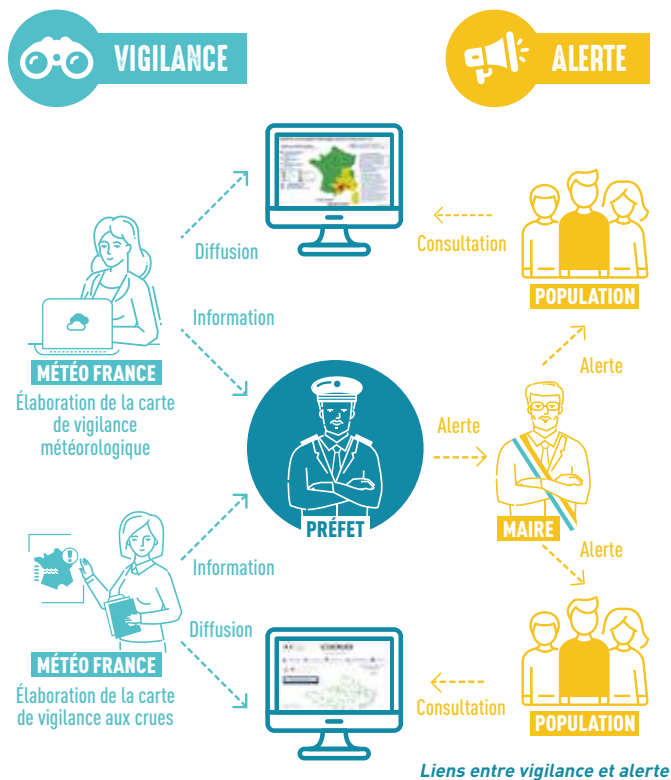 VIGILANCE
ALERTE
Diffusion
Consultation
POPULATION
Information
MÉTÉO FRANCE
Élaboration de la carte
de vigilance
météorologique
Alerte
Alerte
PRÉFET
MAIRE
Alerte
Information
Diffusion
MÉTÉO FRANCE
Élaboration de la carte
de vigilance aux crues
Consultation
POPULATION
Liens entre vigilance et alerte